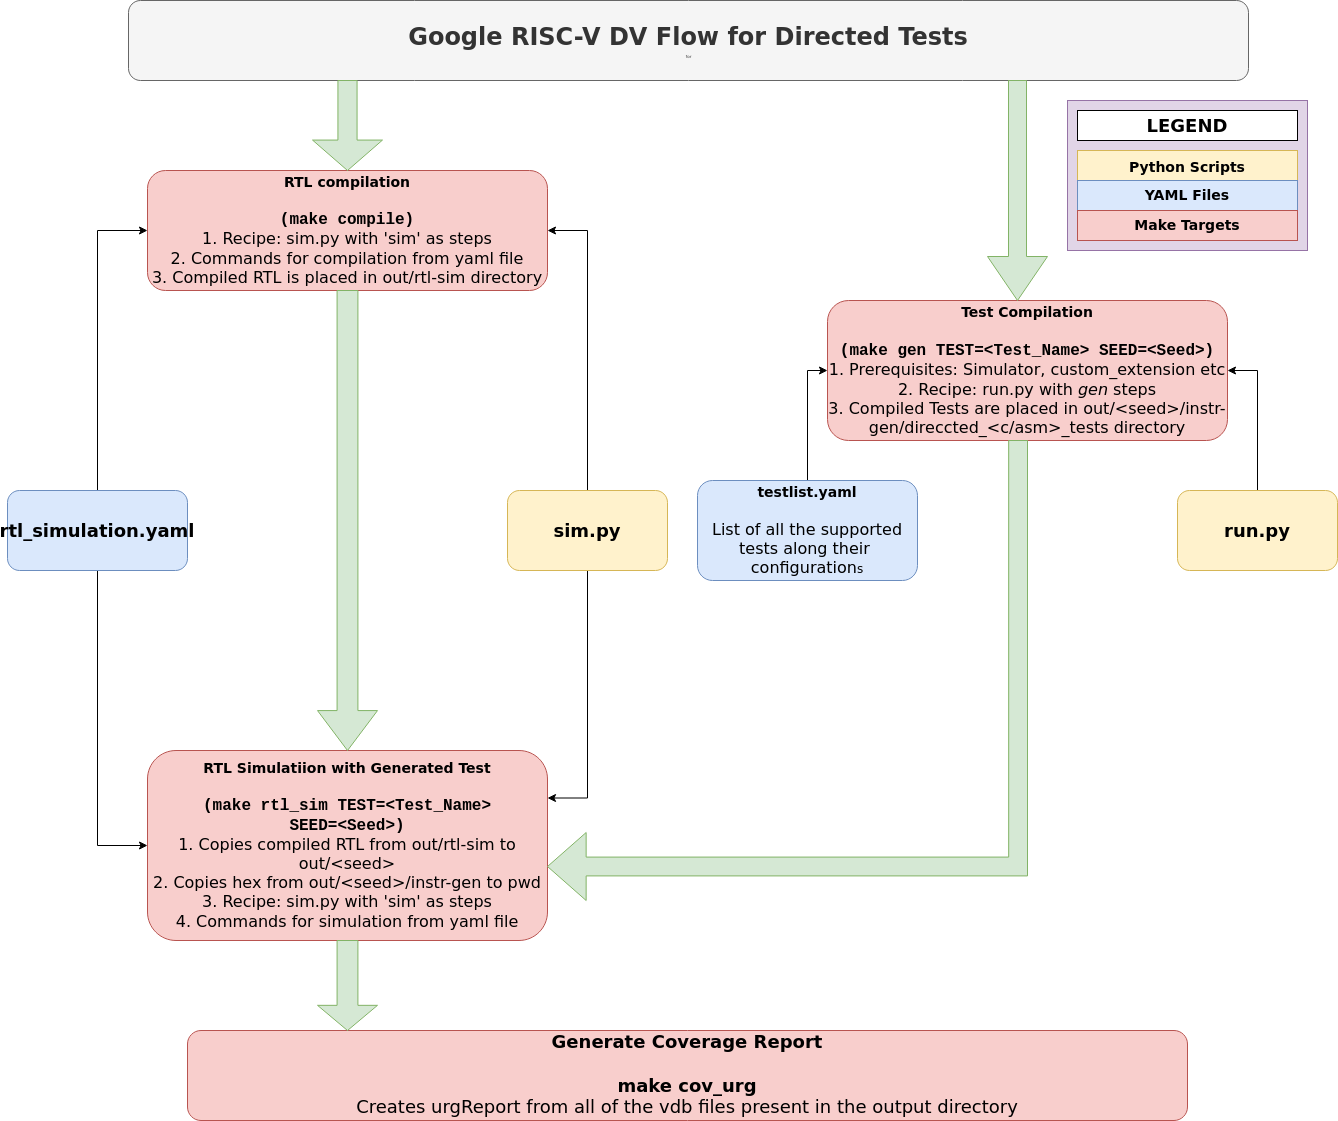 Google RISC-V DV Flow for Directed Tests
LEGEND
Python Scripts
YAML Files
Make Targets
RTL compilation
(make compile)
1. Recipe: sim.py with 'sim' as steps
2. Commands for compilation from yaml file
3. Compiled RTL is placed in out/rtl-sim directory
Test Compilation
(make gen TEST=<Test_Name> SEED=<Seed>)
1. Prerequisites: Simulator, custom_extension etc
2. Recipe: run.py with gen steps
3. Compiled Tests are placed in out/<seed>/instr-
gen/direccted_<c/asm>_tests directory
rtl_simulation.yaml
sim.py
testlist.yaml
List of all the supported
tests along their
configurations
run.py
RTL Simulatiion with Generated Test
(make rtl_sim TEST=<Test_Name>
SEED=<Seed>)
1. Copies compiled RTL from out/rtl-sim to
out/<seed>
2. Copies hex from out/<seed>/instr-gen to pwd
3. Recipe: sim.py with 'sim' as steps
4. Commands for simulation from yaml file
Generate Coverage Report
make cov_urg
Creates urgReport from all of the vdb files present in the output directory